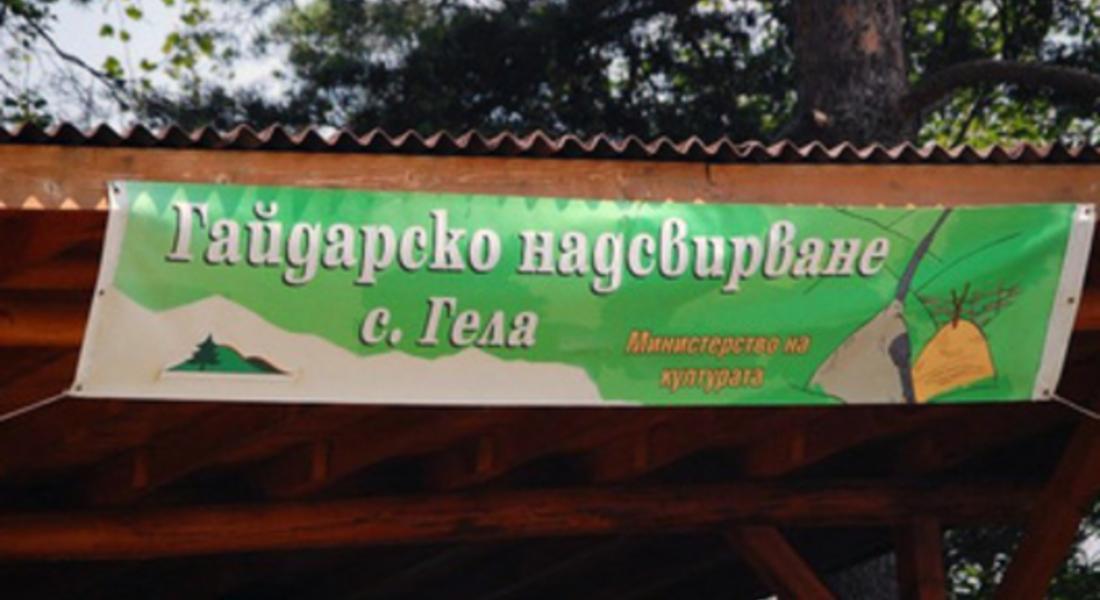 Гайдарско надсвирване
с. Гела
Министерство на
културата